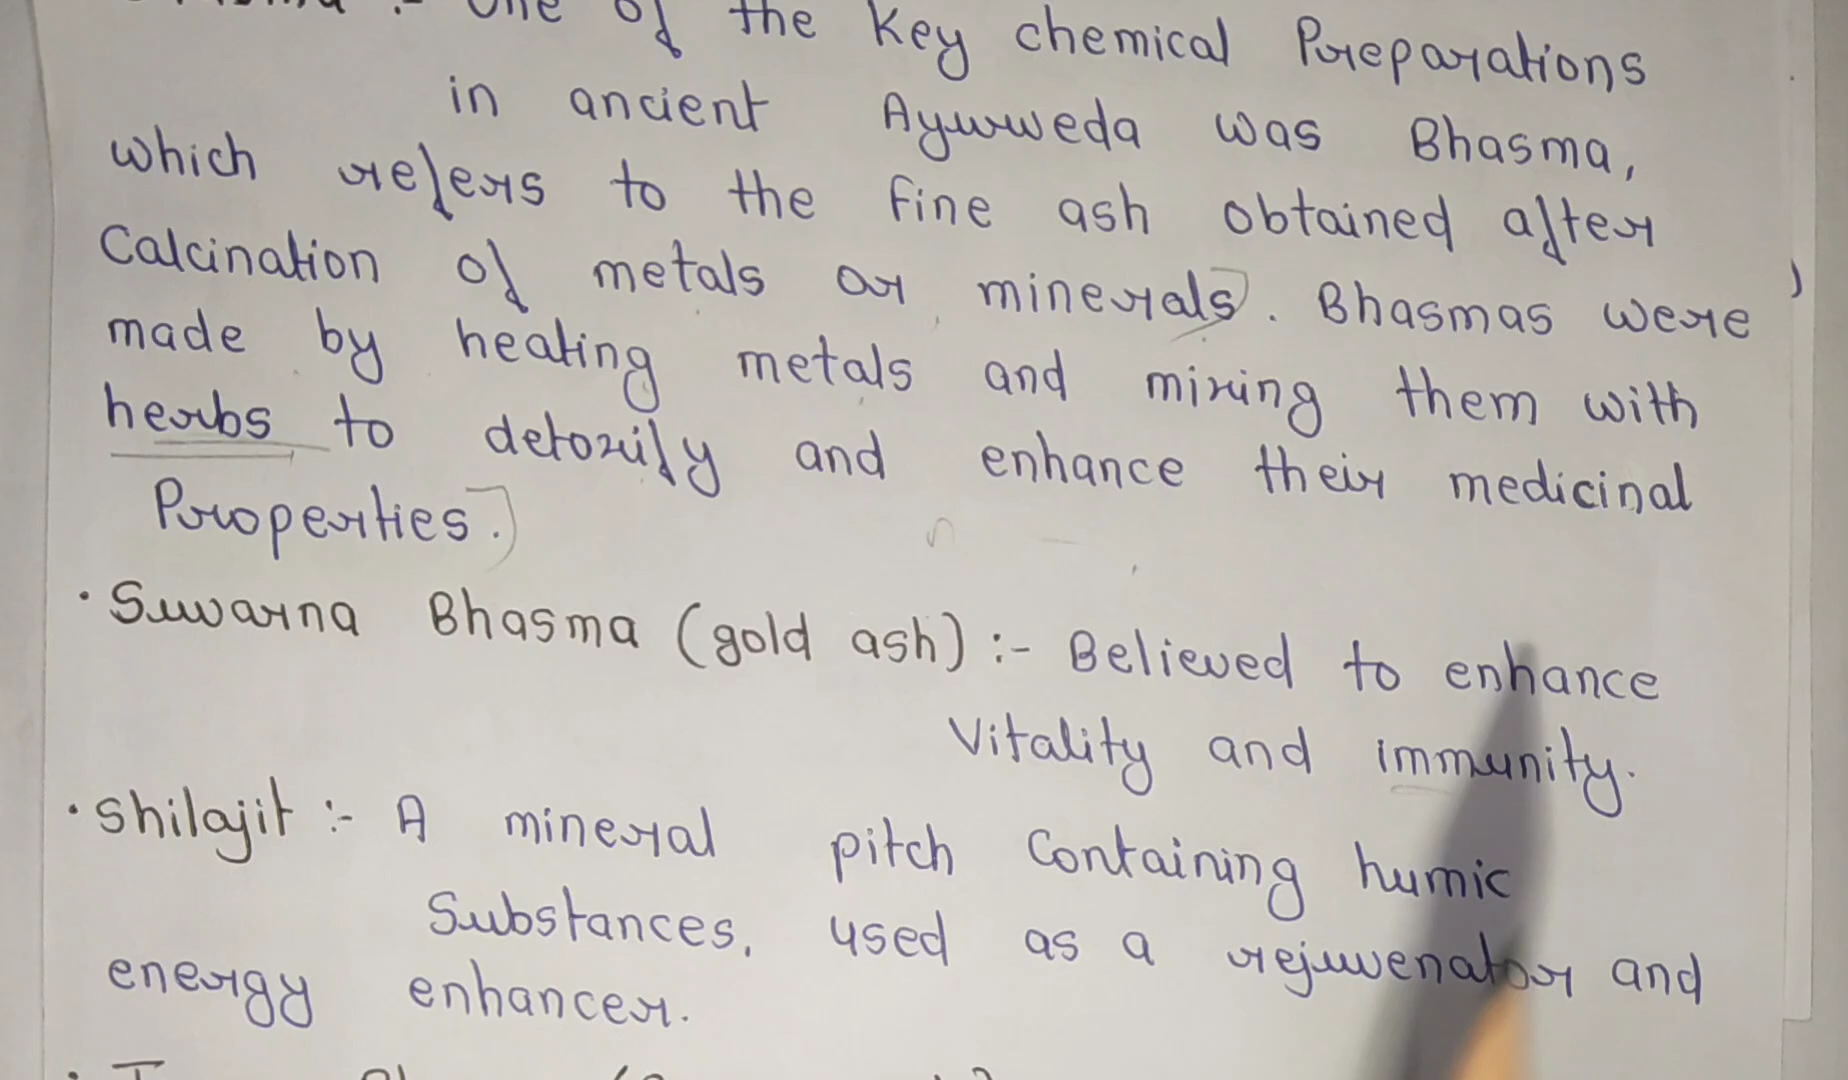 one of the key chemical Preparations
in ancient Ayurveda was Bhasma,
which refers to the fine ash obtained after
Calcination of metals or minerals. Bhasmas were
made by heating metals and mixing them with
herbs to detoxify and enhance their medicinal
Properties.
· Suvarna Bhasma (gold ash) :- Believed to enhance
Vitality and immunity.
· Shilajit :- A mineral pitch Containing humic
Substances, used as a rejuvenator and
energy enhancer.